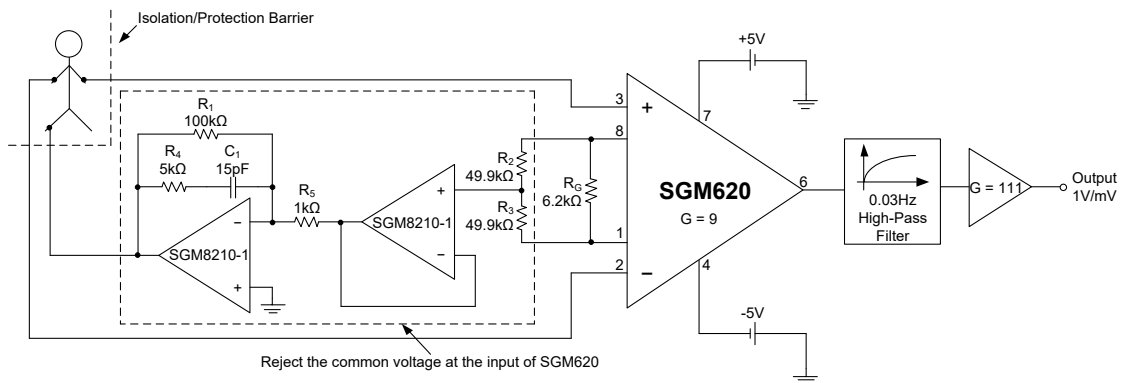 Isolation/Protection Barrier
R1
100kΩ
R4
5kΩ
C1
15pF
R5
1kΩ
−
SGM8210-1
+
+
SGM8210-1
−
R2
49.9kΩ
R3
49.9kΩ
RG
6.2kΩ
3
8
1
2
+
−
SGM620
G = 9
7
+5V
4
-5V
6
0.03Hz
High-Pass
Filter
G = 111
Output
1V/mV
Reject the common voltage at the input of SGM620